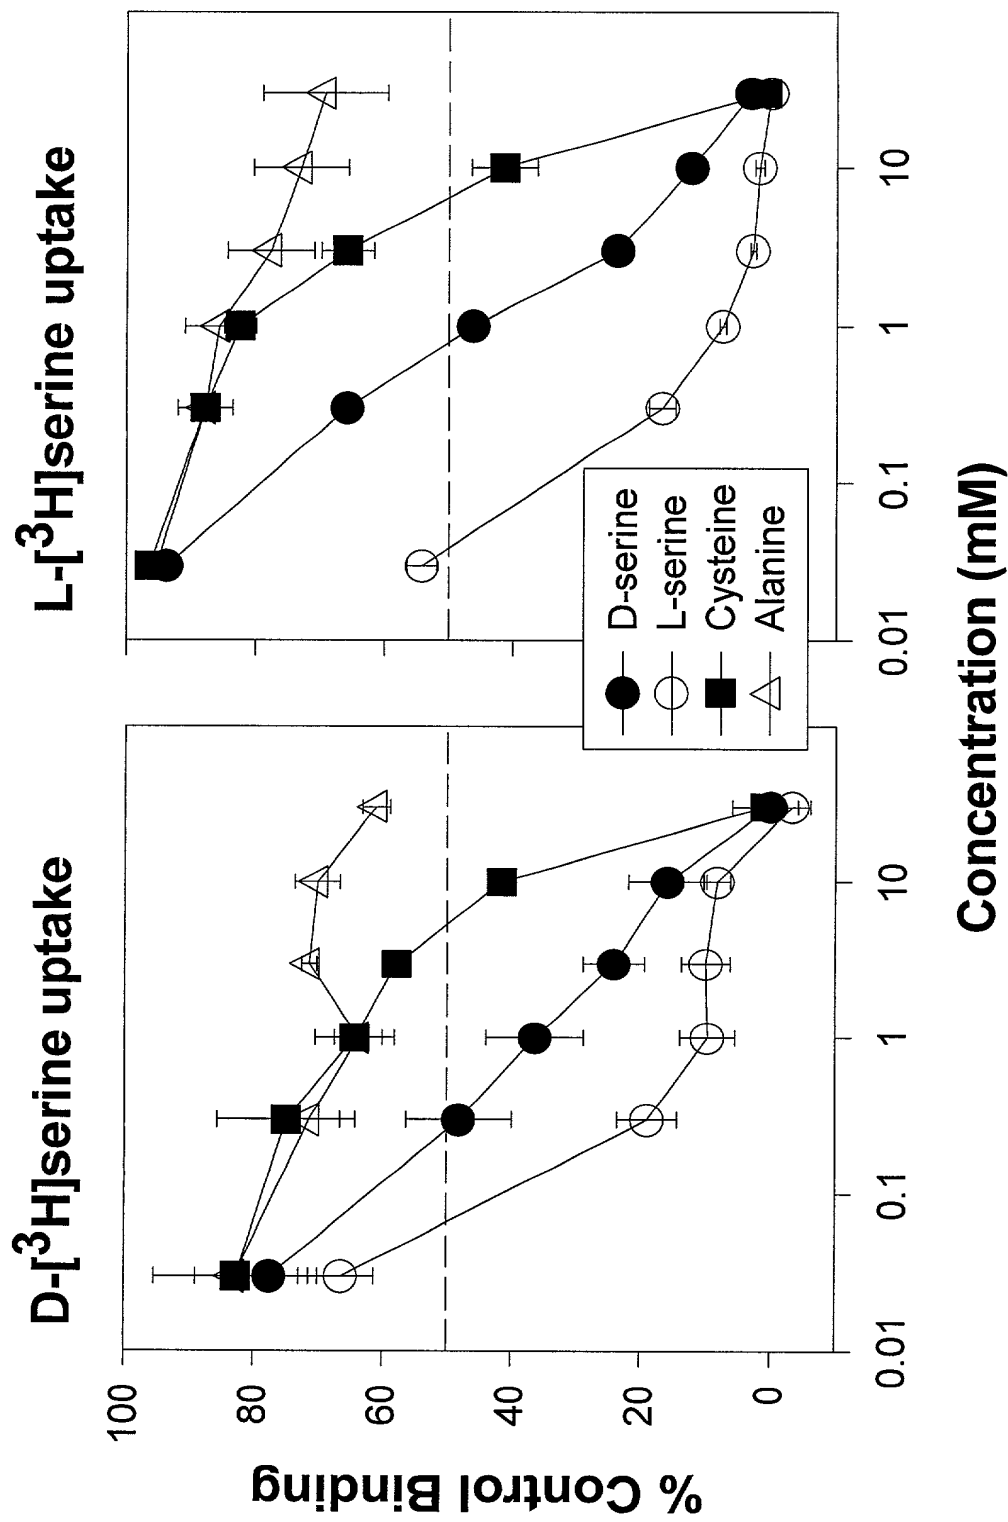 D-[3H]serine uptake
L-[3H]serine uptake
% Control Binding
100
80
60
40
20
0
0.01
0.1
1
10
0.01
0.1
1
10
D-serine
L-serine
Cysteine
Alanine
Concentration (mM)